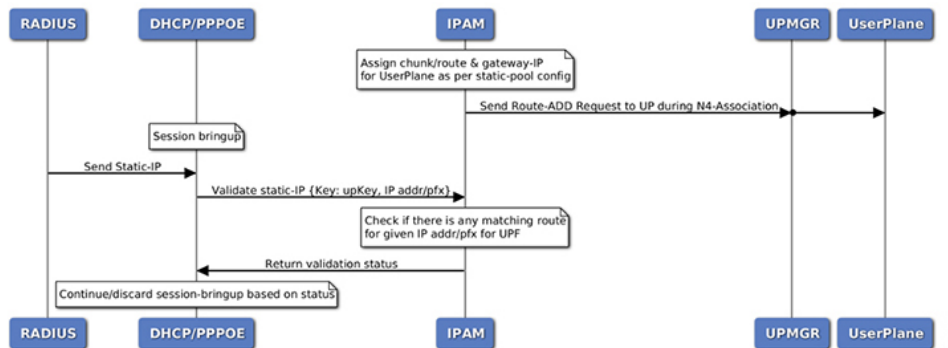 RADIUS
DHCP/PPPOE
IPAM
UPMGR
UserPlane
Assign chunk/route & gateway-IP
for UserPlane as per static-pool config
Send Route-ADD Request to UP during N4-Association
Session bringup
Send Static-IP
Validate static-IP {Key: upKey, IP addr/pfx}
Check if there is any matching route
for given IP addr/pfx for UPF
Return validation status
Continue/discard session-bringup based on status
RADIUS
DHCP/PPPOE
IPAM
UPMGR
UserPlane